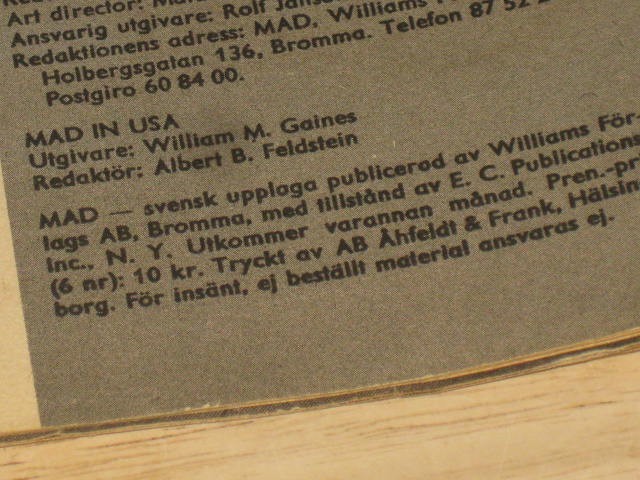 Art director:
Ansvarig utgivare: Rolf
Redaktionens adress: MAD, Williams
Holbergsgatan 136, Bromma. Telefon 87 52
Postgiro 60 84 00.
MAD IN USA
Utgivare: William M. Gaines
Redaktör: Albert B. Feldstein
MAD — svensk upplaga publicerad av Williams För-
lags AB, Bromma, med tillstånd av E. C. Publications
Inc., N. Y. Utkommer varannan månad. Pren.-pr
(6 nr): 10 kr. Tryckt av AB Åhfeldt & Frank, Hälsin
borg. För insänt, ej beställt material ansvaras ej.